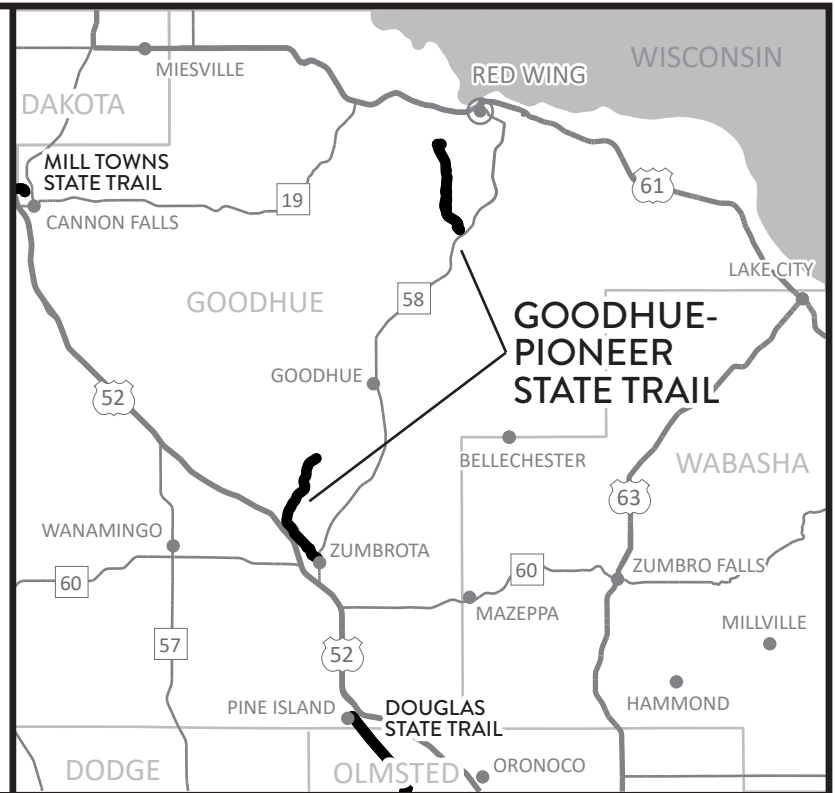 WISCONSIN
RED WING
MIESVILLE
DAKOTA
MILL TOWNS
STATE TRAIL
61
19
CANNON FALLS
LAKE CITY
58
GOODHUE
GOODHUE-
PIONEER
STATE TRAIL
GOODHUE
52
BELLECHESTER
WABASHA
63
WANAMINGO
ZUMBROTA
60
ZUMBRO FALLS
60
MAZEPPA
MILLVILLE
57
52
HAMMOND
PINE ISLAND
DOUGLAS
STATE TRAIL
DODGE
OLMSTED
ORONOCO